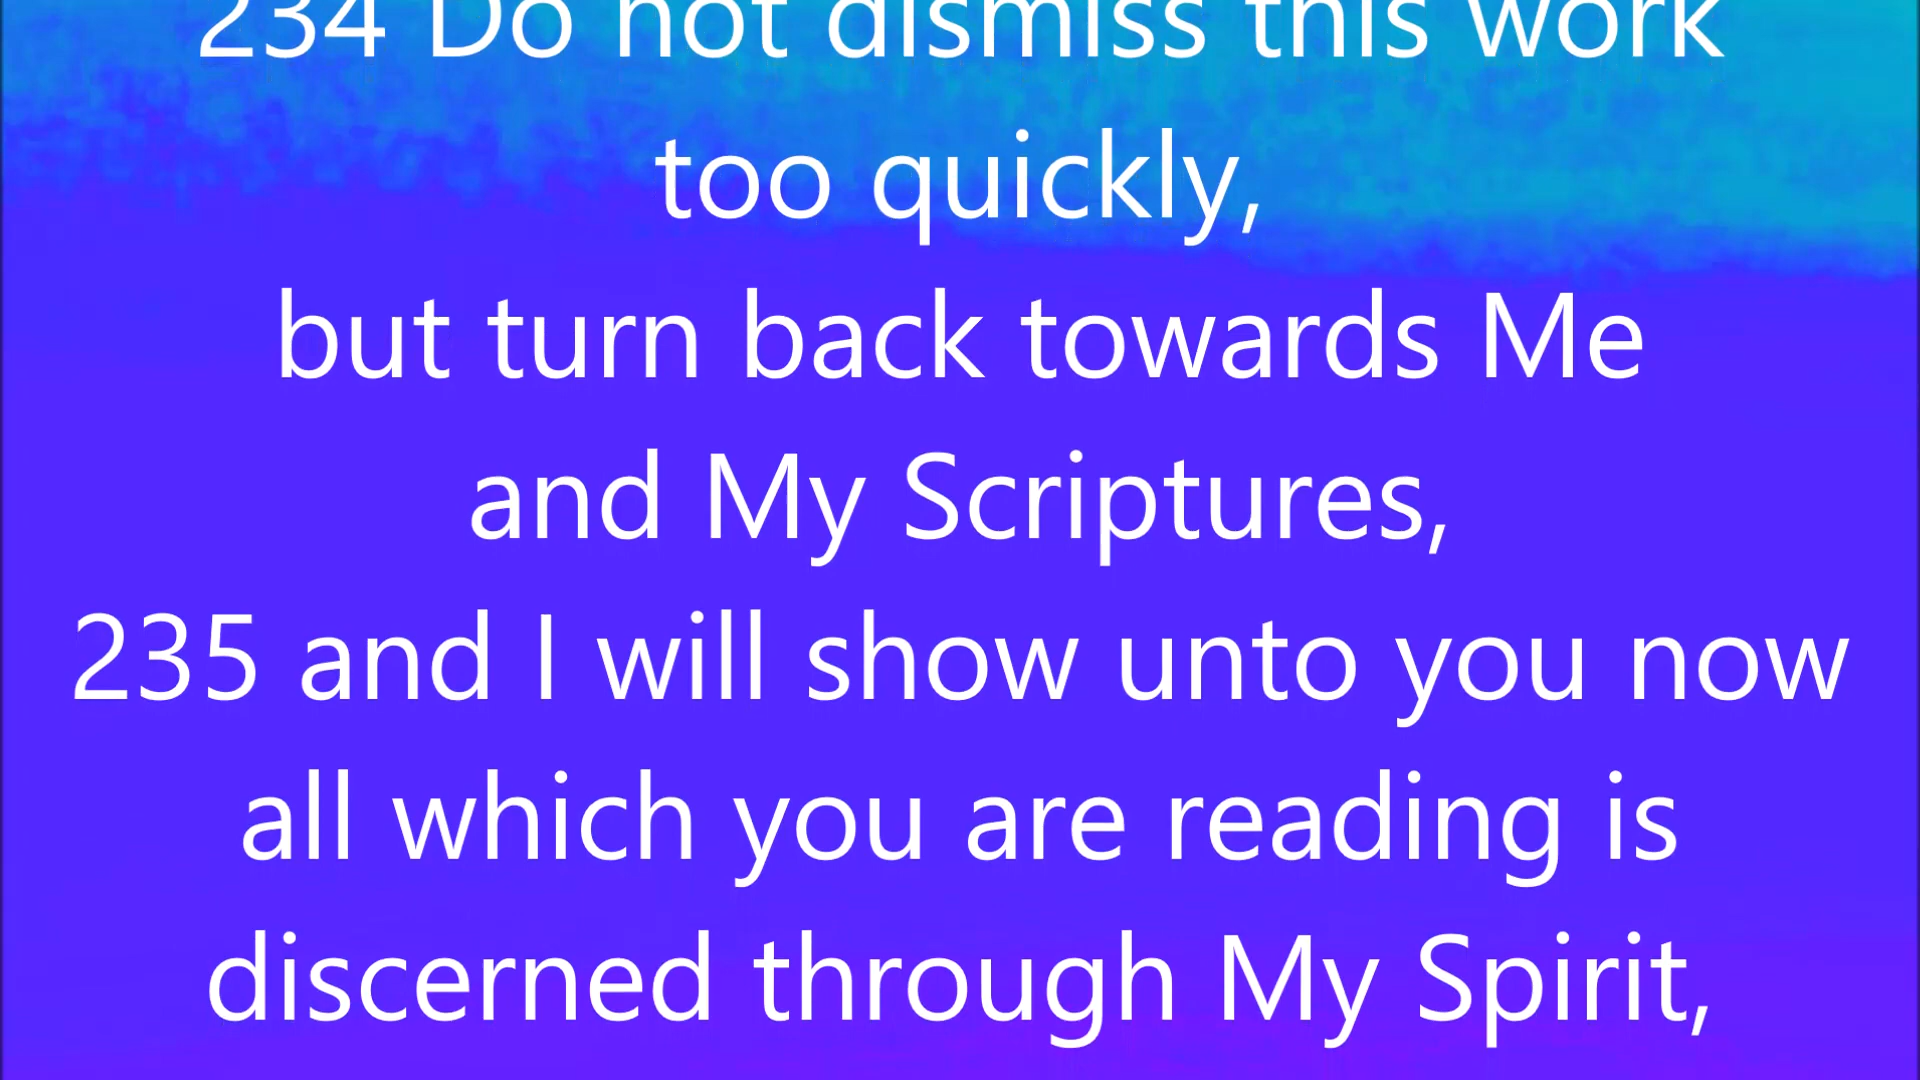 234 Do not dismiss this work
too quickly,
but turn back towards Me
and My Scriptures,
235 and I will show unto you now
all which you are reading is
discerned through My Spirit,